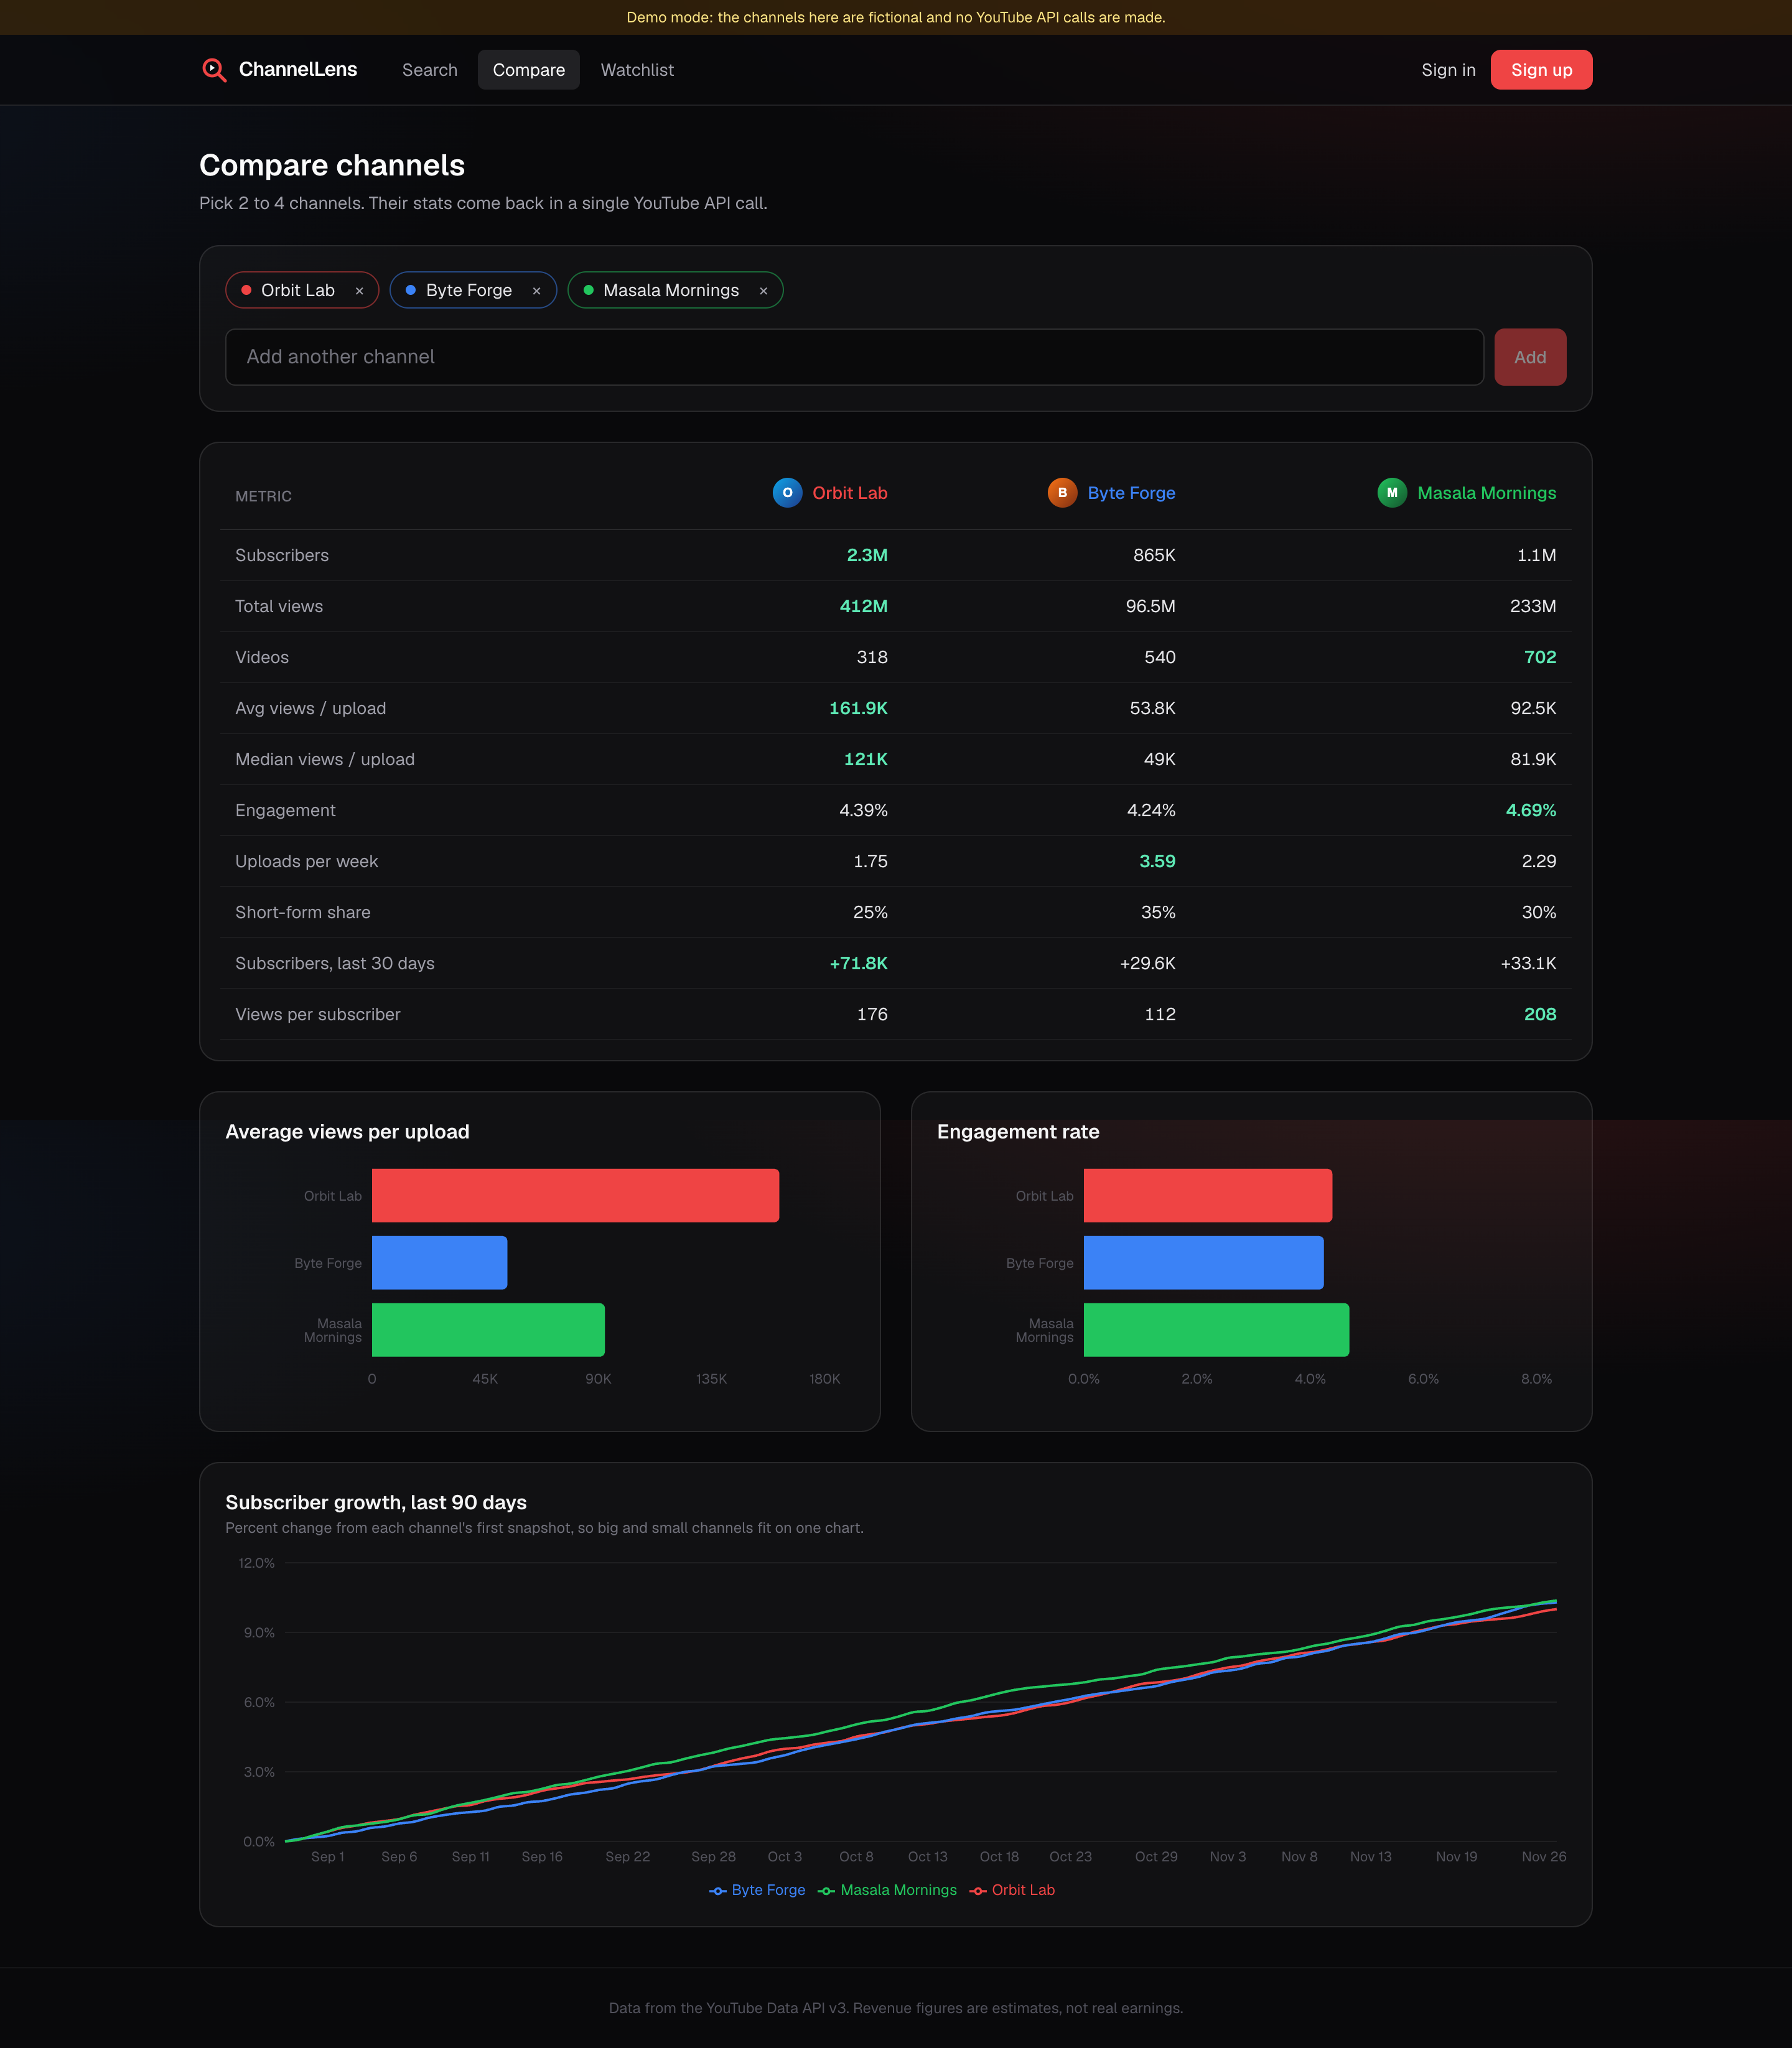 Demo mode: the channels here are fictional and no YouTube API calls are made.
ChannelLens Search Compare Watchlist Sign in Sign up
Compare channels
Pick 2 to 4 channels. Their stats come back in a single YouTube API call.
Orbit Lab × Byte Forge × Masala Mornings ×
Add another channel Add
METRIC O Orbit Lab B Byte Forge M Masala Mornings
Subscribers 2.3M 865K 1.1M
Total views 412M 96.5M 233M
Videos 318 540 702
Avg views / upload 161.9K 53.8K 92.5K
Median views / upload 121K 49K 81.9K
Engagement 4.39% 4.24% 4.69%
Uploads per week 1.75 3.59 2.29
Short-form share 25% 35% 30%
Subscribers, last 30 days +71.8K +29.6K +33.1K
Views per subscriber 176 112 208
Average views per upload
Orbit Lab
Byte Forge
Masala
Mornings
0 45K 90K 135K 180K
Engagement rate
Orbit Lab
Byte Forge
Masala
Mornings
0.0% 2.0% 4.0% 6.0% 8.0%
Subscriber growth, last 90 days
Percent change from each channel's first snapshot, so big and small channels fit on one chart.
12.0%
9.0%
6.0%
3.0%
0.0%
Sep 1 Sep 6 Sep 11 Sep 16 Sep 22 Sep 28 Oct 3 Oct 8 Oct 13 Oct 18 Oct 23 Oct 29 Nov 3 Nov 8 Nov 13 Nov 19 Nov 26
Byte Forge Masala Mornings Orbit Lab
Data from the YouTube Data API v3. Revenue figures are estimates, not real earnings.